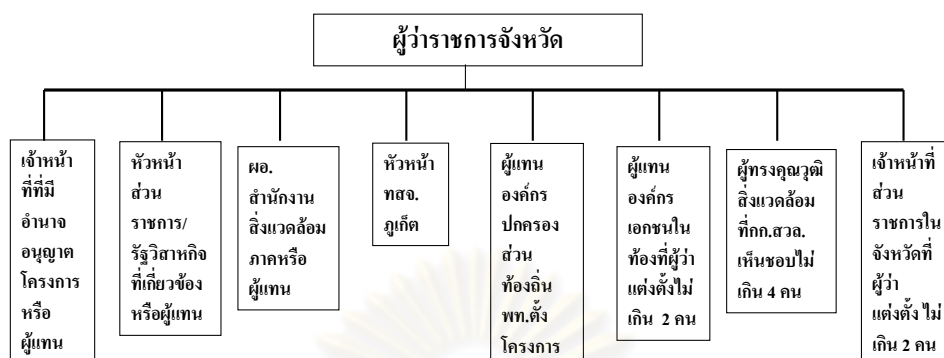 ผู้ว่าราชการจังหวัด
เจ้าหน้า
ที่ที่มี
อำนาจ
อนุญาต
โครงการ
หรือ
ผู้แทน
หัวหน้า
ส่วน
ราชการ/
รัฐวิสาหกิจ
ที่เกี่ยวข้อง
หรือผู้แทน
ผอ.
สำนักงาน
สิ่งแวดล้อม
ภาคหรือ
ผู้แทน
หัวหน้า
ทสจ.
ภูเก็ต
ผู้แทน
องค์กร
ปกครอง
ส่วน
ท้องถิ่น
พท.ตั้ง
โครงการ
ผู้แทน
องค์กร
เอกชนใน
ท้องที่ผู้ว่า
แต่งตั้งไม่
เกิน 2 คน
ผู้ทรงคุณวุฒิ
สิ่งแวดล้อม
ที่กก.สวล.
เห็นชอบไม่
เกิน 4 คน
เจ้าหน้าที่
ส่วน
ราชการใน
จังหวัดที่
ผู้ว่า
แต่งตั้ง ไม่
เกิน 2 คน